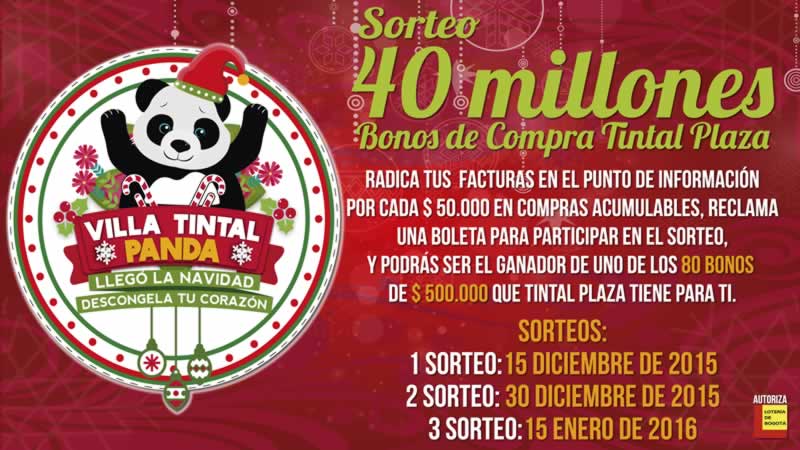 VILLA TINTAL
PANDA
LLEGÓ LA NAVIDAD
DESCONGELA TU CORAZÓN
Sorteo
40 millones
Bonos de Compra Tintal Plaza
RADICA TUS FACTURAS EN EL PUNTO DE INFORMACIÓN
POR CADA $ 50.000 EN COMPRAS ACUMULABLES, RECLAMA
UNA BOLETA PARA PARTICIPAR EN EL SORTEO,
Y PODRÁS SER EL GANADOR DE UNO DE LOS 80 BONOS
DE $ 500.000 QUE TINTAL PLAZA TIENE PARA TI.
SORTEOS:
1 SORTEO: 15 DICIEMBRE DE 2015
2 SORTEO: 30 DICIEMBRE DE 2015
3 SORTEO: 15 ENERO DE 2016
AUTORIZA
LOTERÍA
DE
BOGOTÁ